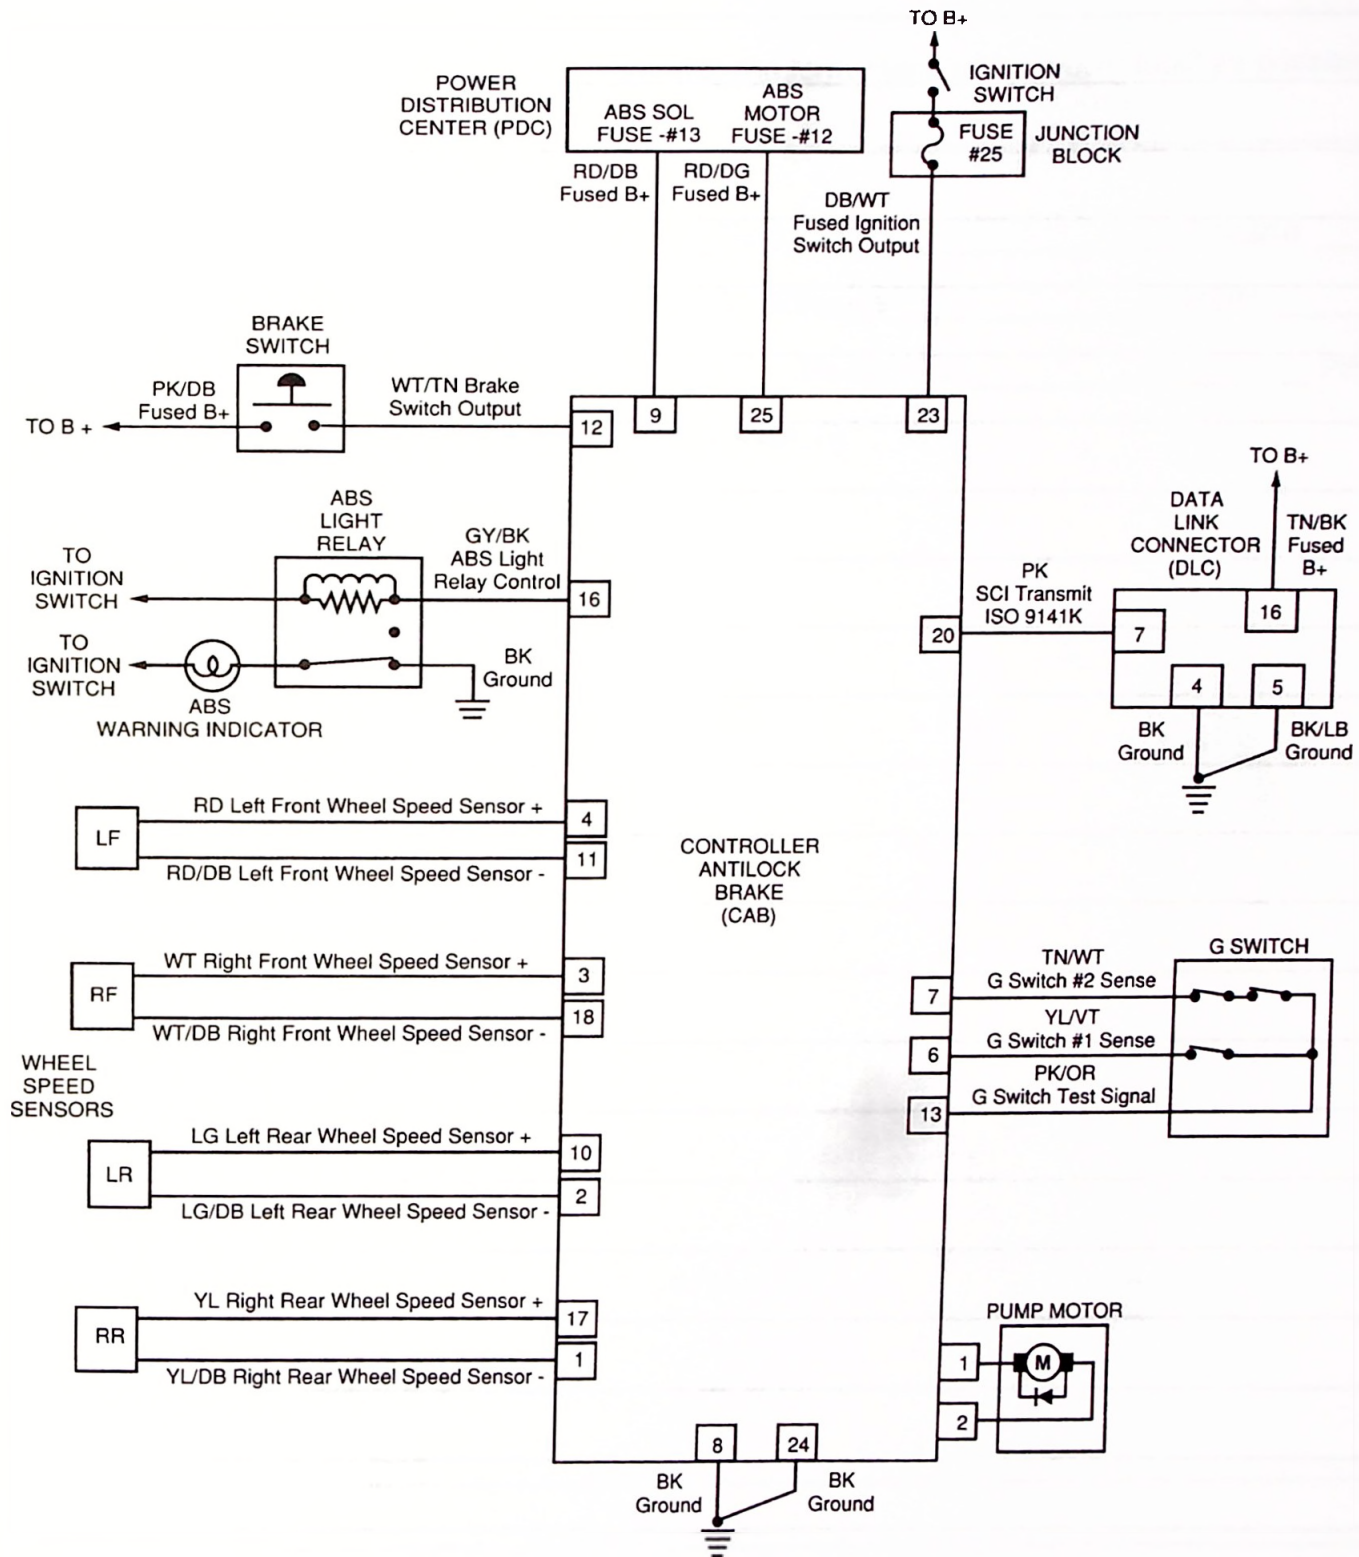 TO B+
IGNITION
SWITCH
POWER
DISTRIBUTION
CENTER (PDC)
ABS SOL
FUSE -#13
ABS
MOTOR
FUSE -#12
FUSE
#25
JUNCTION
BLOCK
RD/DB
Fused B+
RD/DG
Fused B+
DB/WT
Fused Ignition
Switch Output
BRAKE
SWITCH
PK/DB
Fused B+
WT/TN Brake
Switch Output
TO B +
12
9
25
23
ABS
LIGHT
RELAY
TO
IGNITION
SWITCH
GY/BK
ABS Light
Relay Control
16
TO
IGNITION
SWITCH
BK
Ground
ABS
WARNING INDICATOR
TO B+
DATA
LINK
CONNECTOR
(DLC)
TN/BK
Fused
B+
PK
SCI Transmit
ISO 9141K
20
7
16
4
5
BK
Ground
BK/LB
Ground
RD Left Front Wheel Speed Sensor +
LF
4
11
RD/DB Left Front Wheel Speed Sensor -
CONTROLLER
ANTILOCK
BRAKE
(CAB)
WT Right Front Wheel Speed Sensor +
RF
3
18
WT/DB Right Front Wheel Speed Sensor -
G SWITCH
TN/WT
G Switch #2 Sense
7
YL/VT
G Switch #1 Sense
6
PK/OR
G Switch Test Signal
13
WHEEL
SPEED
SENSORS
LG Left Rear Wheel Speed Sensor +
LR
10
2
LG/DB Left Rear Wheel Speed Sensor -
YL Right Rear Wheel Speed Sensor +
RR
17
1
YL/DB Right Rear Wheel Speed Sensor -
PUMP MOTOR
1
M
2
8
24
BK
Ground
BK
Ground